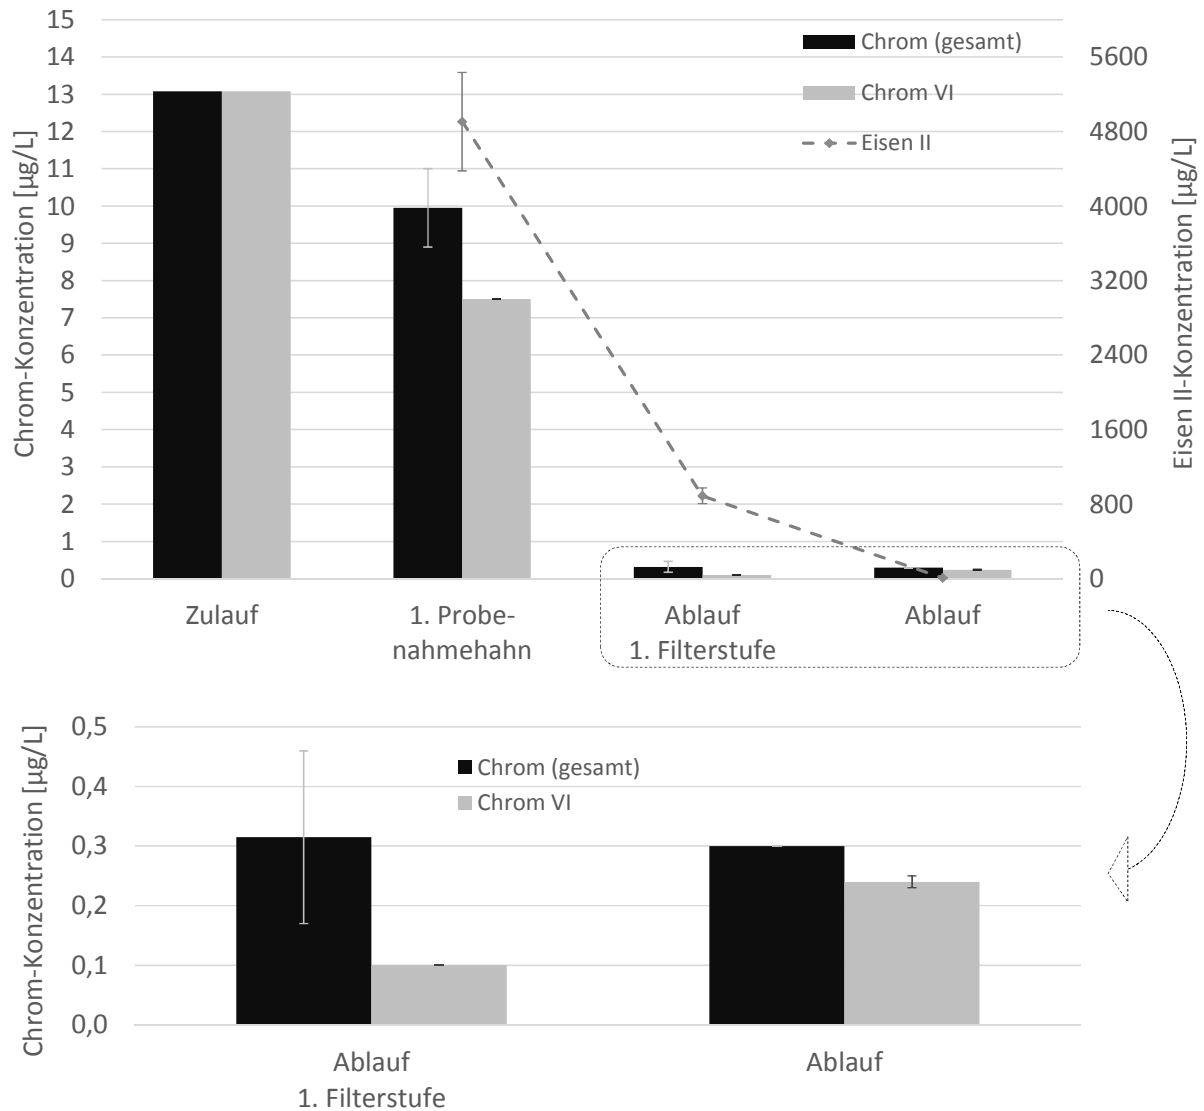 Chrom-Konzentration [µg/L]
15
14
13
12
11
10
9
8
7
6
5
4
3
2
1
0
Chrom (gesamt)
Chrom VI
Eisen II
5600
4800
4000
3200
2400
1600
800
0
Eisen II-Konzentration [µg/L]
Zulauf
1. Probe-
nahmehahn
Ablauf
1. Filterstufe
Ablauf
Chrom-Konzentration [µg/L]
0,5
0,4
0,3
0,2
0,1
0,0
Chrom (gesamt)
Chrom VI
Ablauf
1. Filterstufe
Ablauf